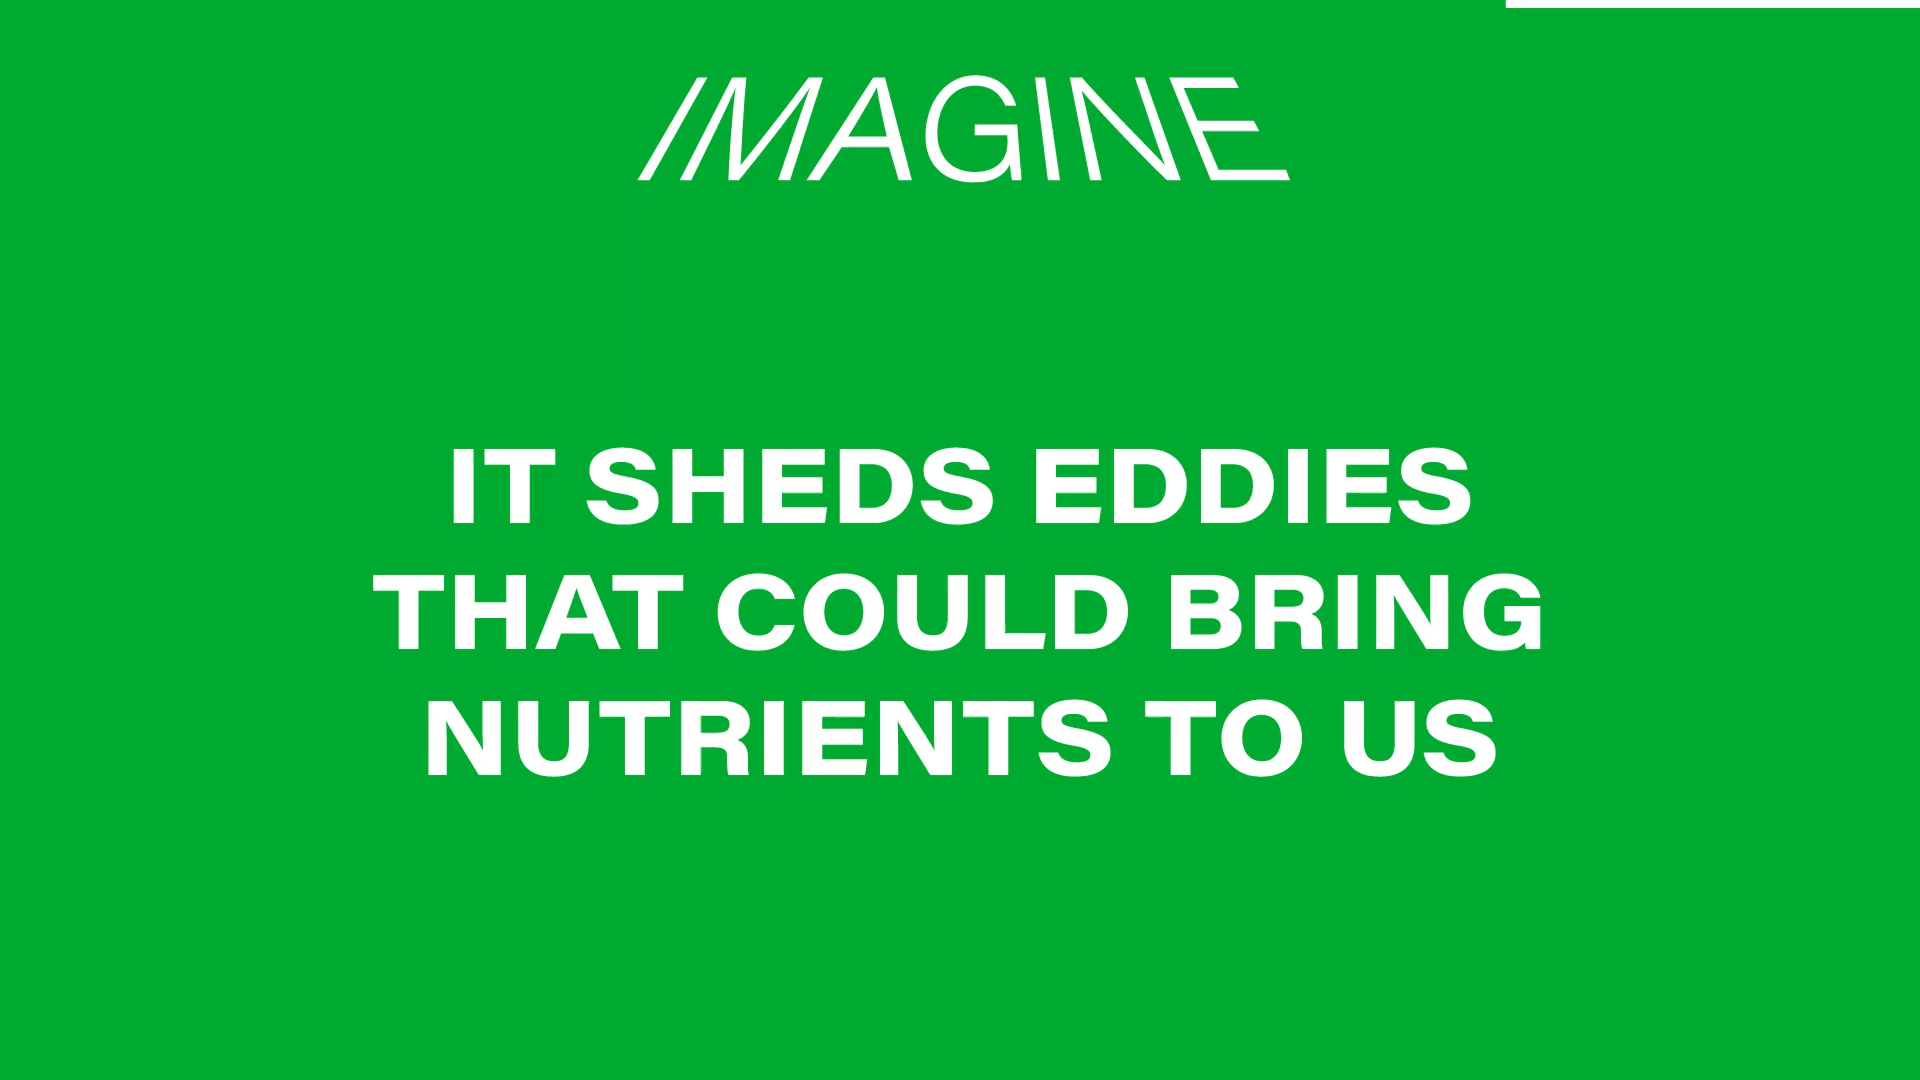 IMAGINE
IT SHEDS EDDIES
THAT COULD BRING
NUTRIENTS TO US